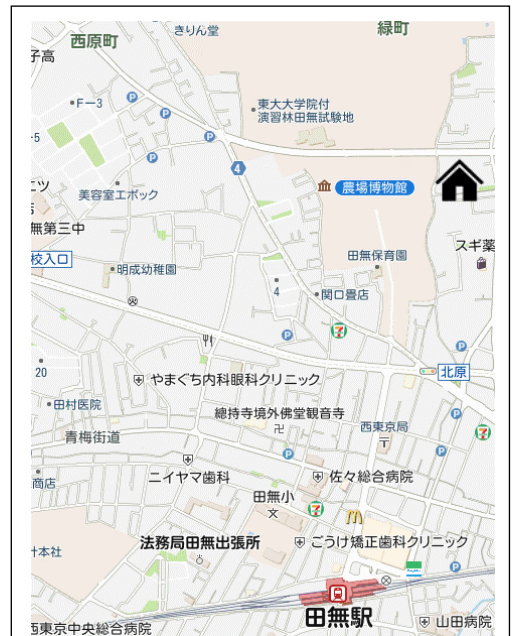 きりん堂
西原町
緑町
子高
F-3
東大大学院付
演習林田無試験地
-5
4
農場博物館
ェツ
美容室エポック
店
無第三中
スギ薬
校入口
明成幼稚園
田無保育園
4
関口畳店
北原
20
やまぐち内科眼科クリニック
田村医院
總持寺境外佛堂観音寺
西東京局
青梅街道
ニイヤマ歯科
佐々総合病院
商店
田無小
法務局田無出張所
ごうけ矯正歯科クリニック
本社
田無駅
西東京中央総合病院
山田病院